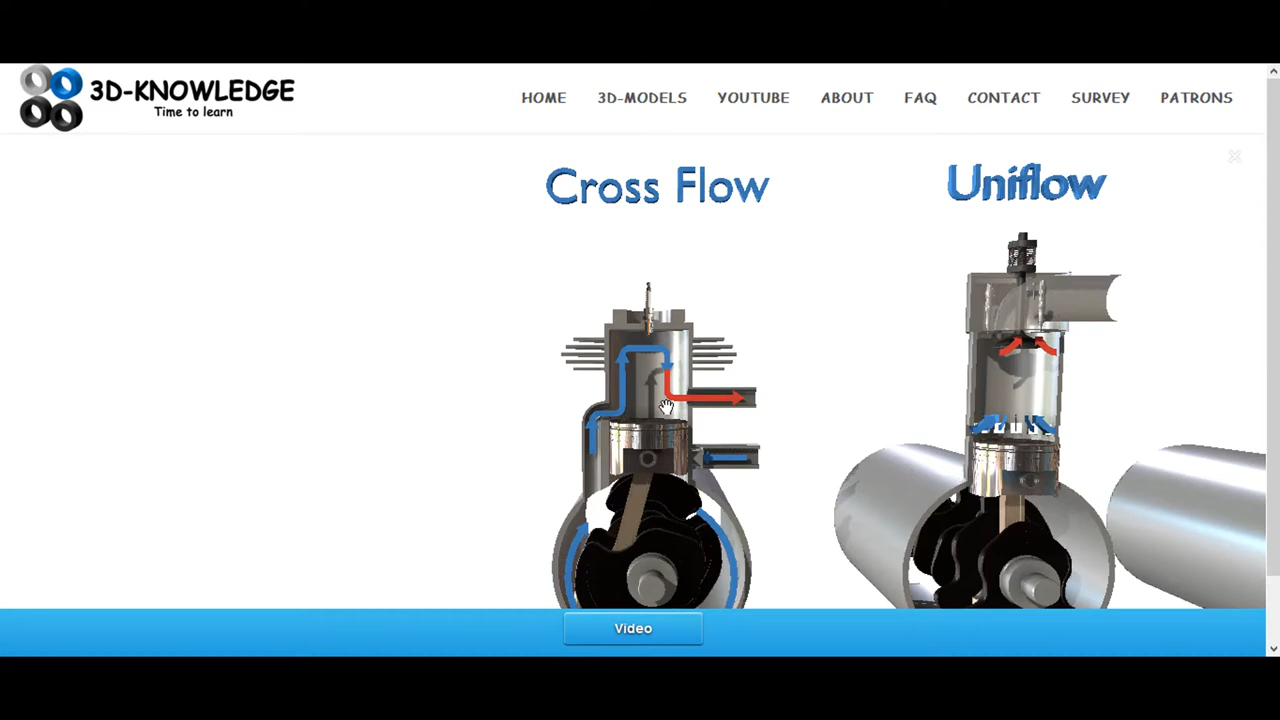 3D-KNOWLEDGE
Time to learn
HOME 3D-MODELS YOUTUBE ABOUT FAQ CONTACT SURVEY PATRONS
Cross Flow
Uniflow
Video